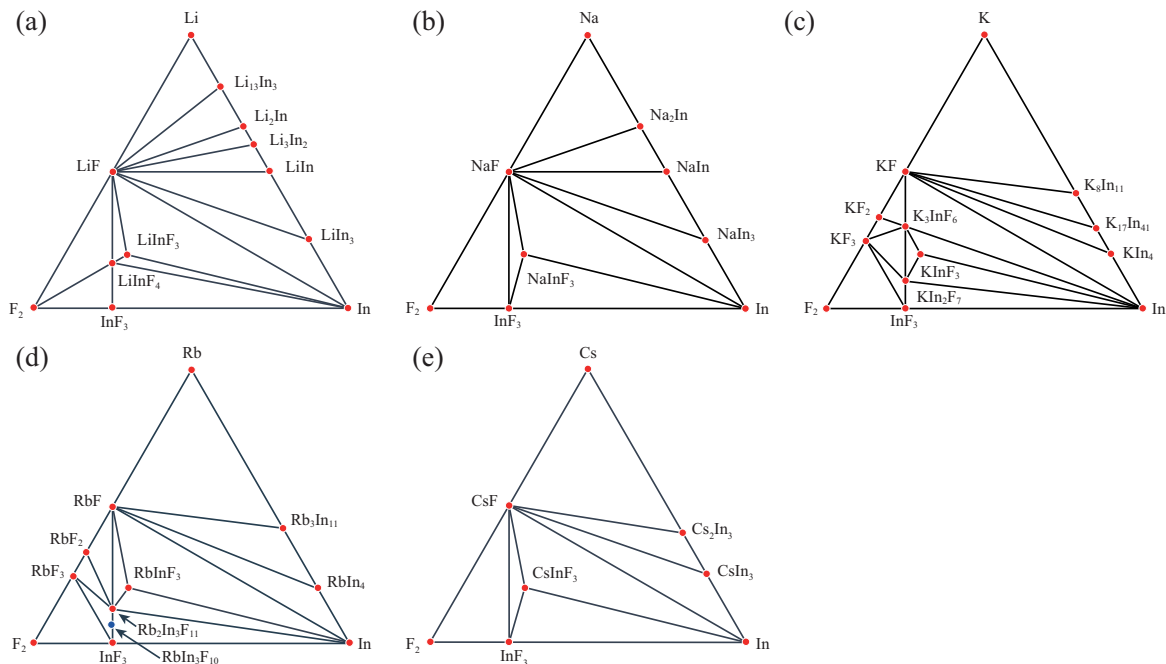 (a)
Li
Li₁₃In₃
Li₂In
Li₃In₂
LiF
LiIn
LiIn₃
LiInF₃
LiInF₄
F₂
InF₃
In
(b)
Na
Na₂In
NaF
NaIn
NaIn₃
NaInF₃
F₂
InF₃
In
(c)
K
KF
K₈In₁₁
KF₂
K₃InF₆
K₁₇In₄₁
KF₃
KIn₄
KInF₃
KIn₂F₇
F₂
InF₃
In
(d)
Rb
RbF
Rb₃In₁₁
RbF₂
RbF₃
RbInF₃
RbIn₄
Rb₂In₃F₁₁
F₂
InF₃
RbIn₃F₁₀
In
(e)
Cs
CsF
Cs₂In₃
CsInF₃
CsIn₃
F₂
InF₃
In